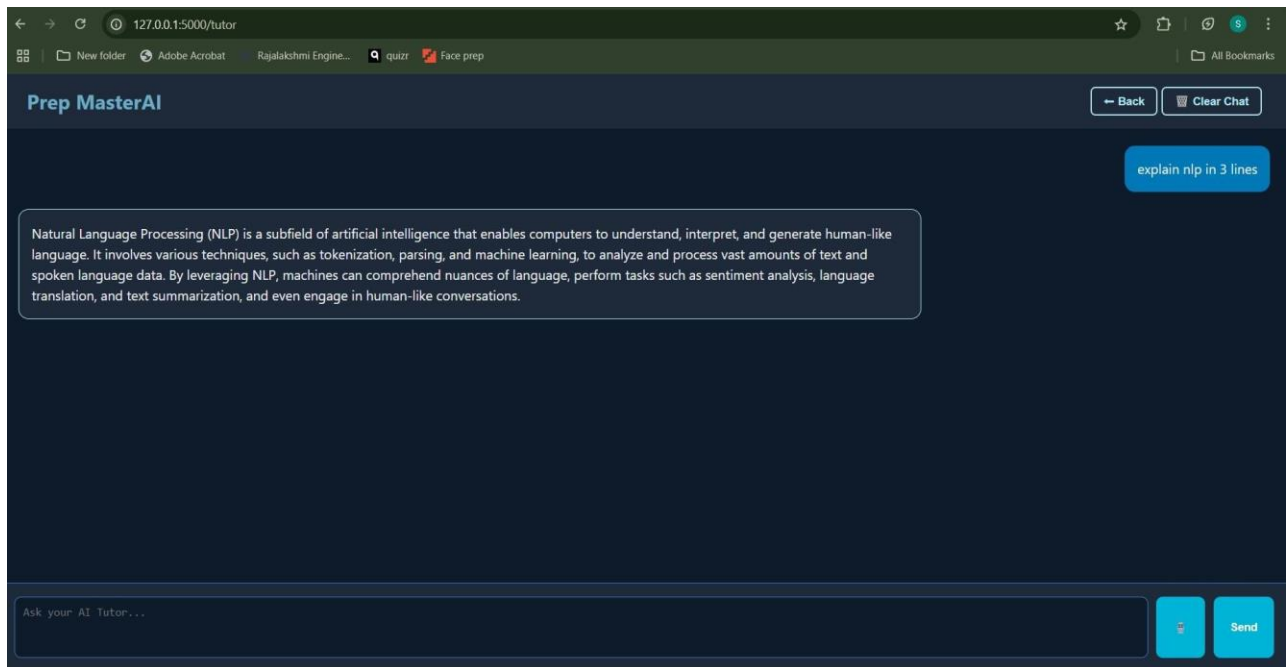 127.0.0.1:5000/tutor
S
New folder Adobe Acrobat Rajalakshmi Engine... quizr Face prep All Bookmarks
Prep MasterAI
← Back Clear Chat
explain nlp in 3 lines
Natural Language Processing (NLP) is a subfield of artificial intelligence that enables computers to understand, interpret, and generate human-like
language. It involves various techniques, such as tokenization, parsing, and machine learning, to analyze and process vast amounts of text and
spoken language data. By leveraging NLP, machines can comprehend nuances of language, perform tasks such as sentiment analysis, language
translation, and text summarization, and even engage in human-like conversations.
Ask your AI Tutor...
Send